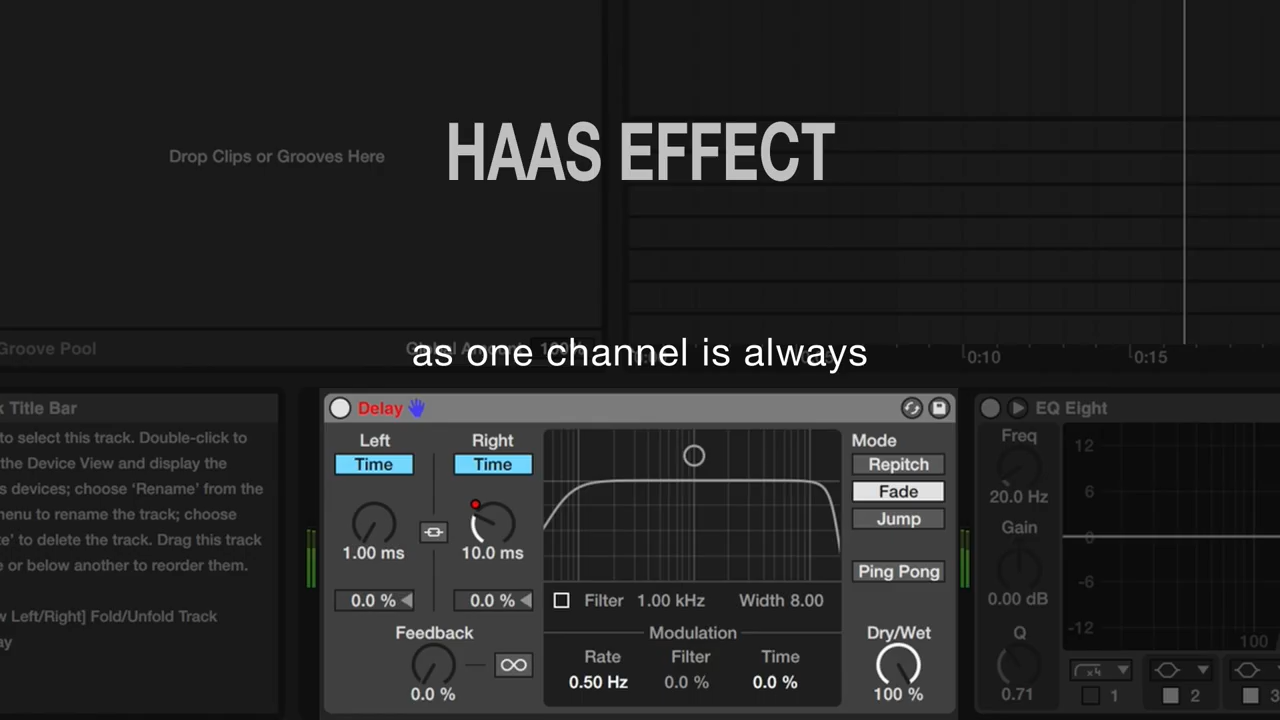 HAAS EFFECT
Drop Clips or Grooves Here
as one channel is always
Groove Pool
0:10
0:15
Title Bar
to select this track. Double-click to
the Device View and display the
s devices; choose ‘Rename’ from the
enu to rename the track; choose
e’ to delete the track. Drag this track
e or below another to reorder them.
w Left/Right] Fold/Unfold Track
ay
Delay
Left
Right
Time
Time
1.00 ms
10.0 ms
0.0 %
0.0 %
Feedback
0.0 %
Filter
1.00 kHz
Width 8.00
Modulation
Rate
Filter
Time
0.50 Hz
0.0 %
0.0 %
Mode
Repitch
Fade
Jump
Ping Pong
Dry/Wet
100 %
EQ Eight
Freq
20.0 Hz
Gain
0.00 dB
Q
0.71
12
6
0
-6
-12
100
x4
1
2
3